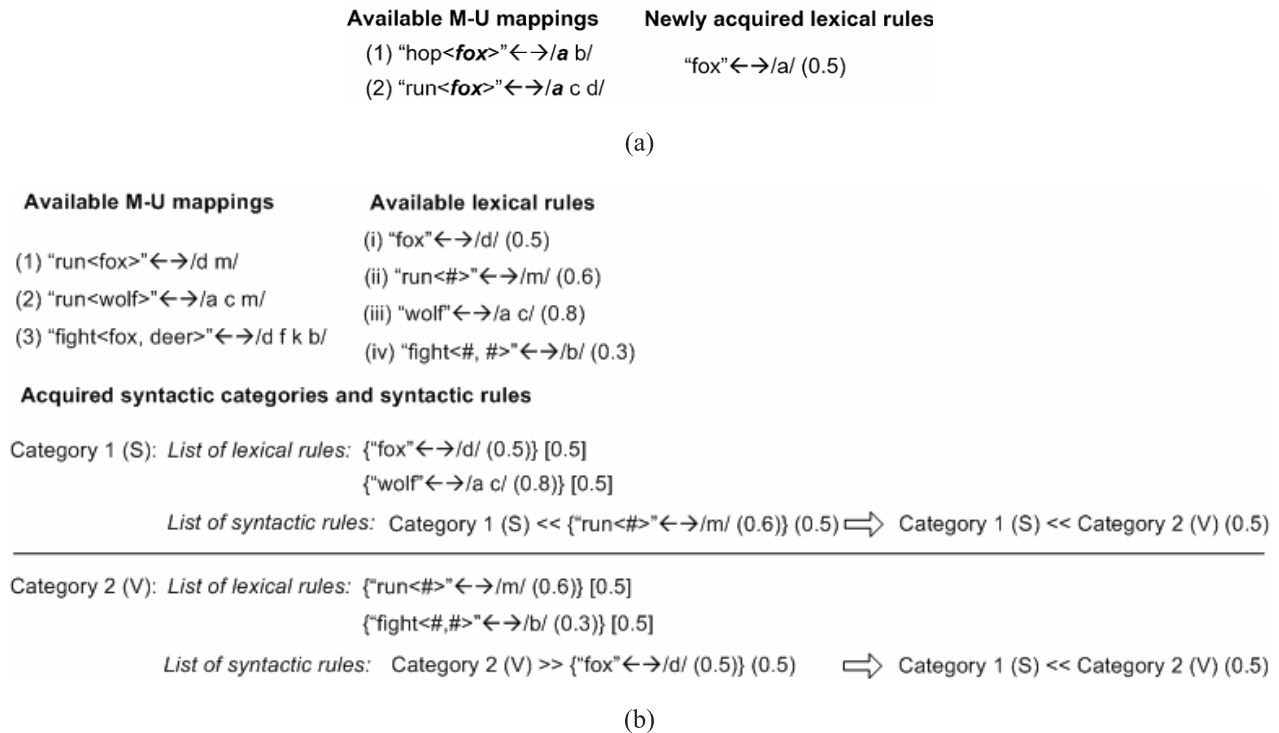 Available M-U mappings
Newly acquired lexical rules
(1) “hop<fox>”←→/a b/
“fox”←→/a/ (0.5)
(2) “run<fox>”←→/a c d/
(a)
Available M-U mappings
Available lexical rules
(i) “fox”←→/d/ (0.5)
(1) “run<fox>”←→/d m/
(ii) “run<#>”←→/m/ (0.6)
(2) “run<wolf>”←→/a c m/
(iii) “wolf”←→/a c/ (0.8)
(3) “fight<fox, deer>”←→/d f k b/
(iv) “fight<#, #>”←→/b/ (0.3)
Acquired syntactic categories and syntactic rules
Category 1 (S): List of lexical rules: {“fox”←→/d/ (0.5)} [0.5]
{“wolf”←→/a c/ (0.8)} [0.5]
List of syntactic rules: Category 1 (S) << {“run<#>”←→/m/ (0.6)} (0.5) ⇨ Category 1 (S) << Category 2 (V) (0.5)
Category 2 (V): List of lexical rules: {“run<#>”←→/m/ (0.6)} [0.5]
{“fight<#,#>”←→/b/ (0.3)} [0.5]
List of syntactic rules: Category 2 (V) >> {“fox”←→/d/ (0.5)} (0.5) ⇨ Category 1 (S) << Category 2 (V) (0.5)
(b)